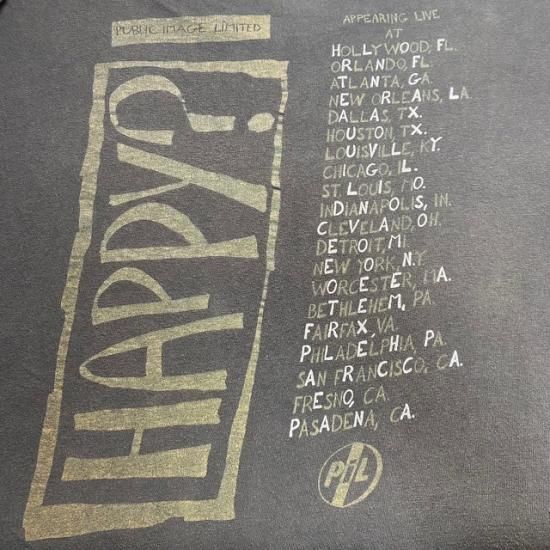 PUBLIC IMAGE LIMITED
HAPPY?
APPEARING LIVE
AT
HOLLYWOOD, FL.
ORLANDO, FL
ATLANTA, GA.
NEW ORLEANS, LA.
DALLAS, TX.
HOUSTON, TX.
LOUISVILLE, KY.
CHICAGO, IL.
ST. LOUIS, MO.
INDIANAPOLIS, IN.
CLEVELAND, OH.
DETROIT, MI.
NEW YORK, N.Y
WORCESTER, MA.
BETHLEHEM, PA.
FAIRFAX, VA.
PHILADELPHIA, PA.
SAN FRANCISCO, CA.
FRESNO, CA.
PASADENA, CA.
PiL